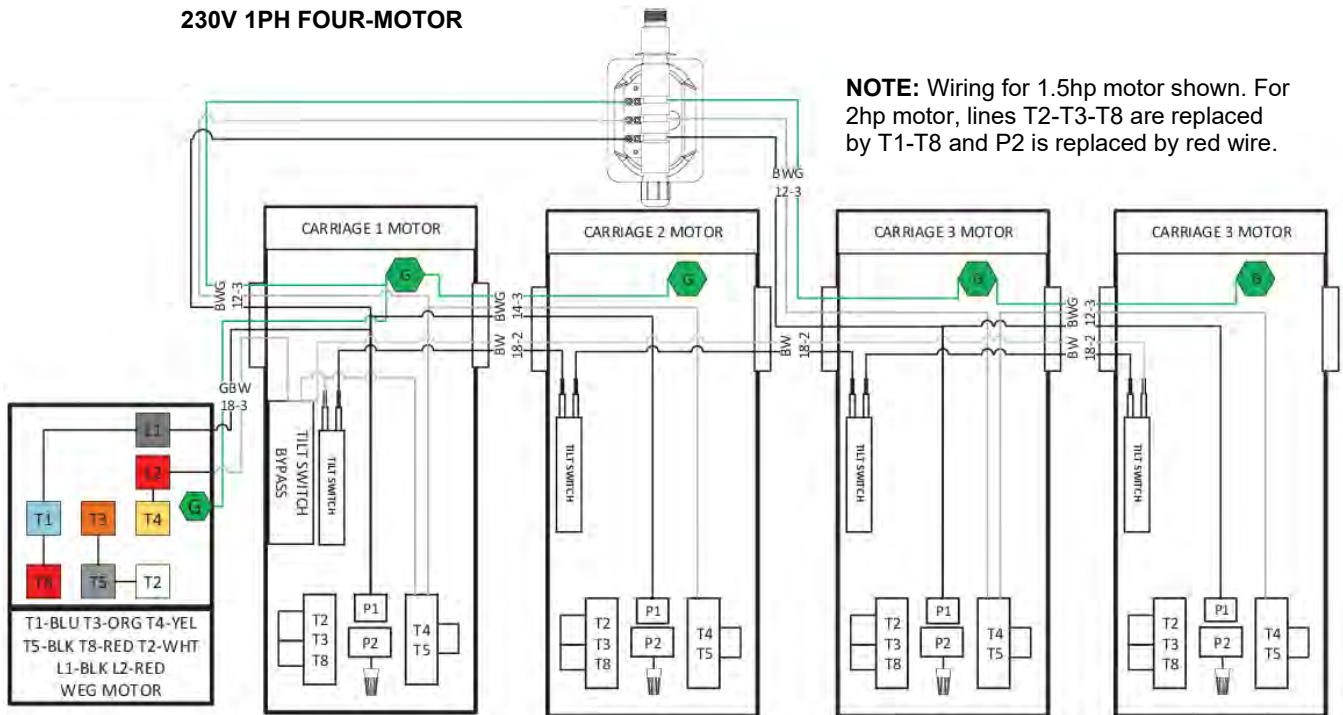 230V 1PH FOUR-MOTOR
NOTE: Wiring for 1.5hp motor shown. For
2hp motor, lines T2-T3-T8 are replaced
by T1-T8 and P2 is replaced by red wire.
BWG
12-3
CARRIAGE 1 MOTOR
CARRIAGE 2 MOTOR
CARRIAGE 3 MOTOR
CARRIAGE 3 MOTOR
G
G
G
G
BWG
12-3
BWG
14-3
BWG
12-3
BW
18-2
BW
18-2
BW
18-2
GBW
18-3
L1
L2
G
T1
T3
T4
T8
T5
T2
T1-BLU T3-ORG T4-YEL
T5-BLK T8-RED T2-WHT
L1-BLK L2-RED
WEG MOTOR
TILT SWITCH
BYPASS
TILT SWITCH
TILT SWITCH
TILT SWITCH
TILT SWITCH
T2
T3
T8
P1
P2
T4
T5
T2
T3
T8
P1
P2
T4
T5
T2
T3
T8
P1
P2
T4
T5
T2
T3
T8
P1
P2
T4
T5